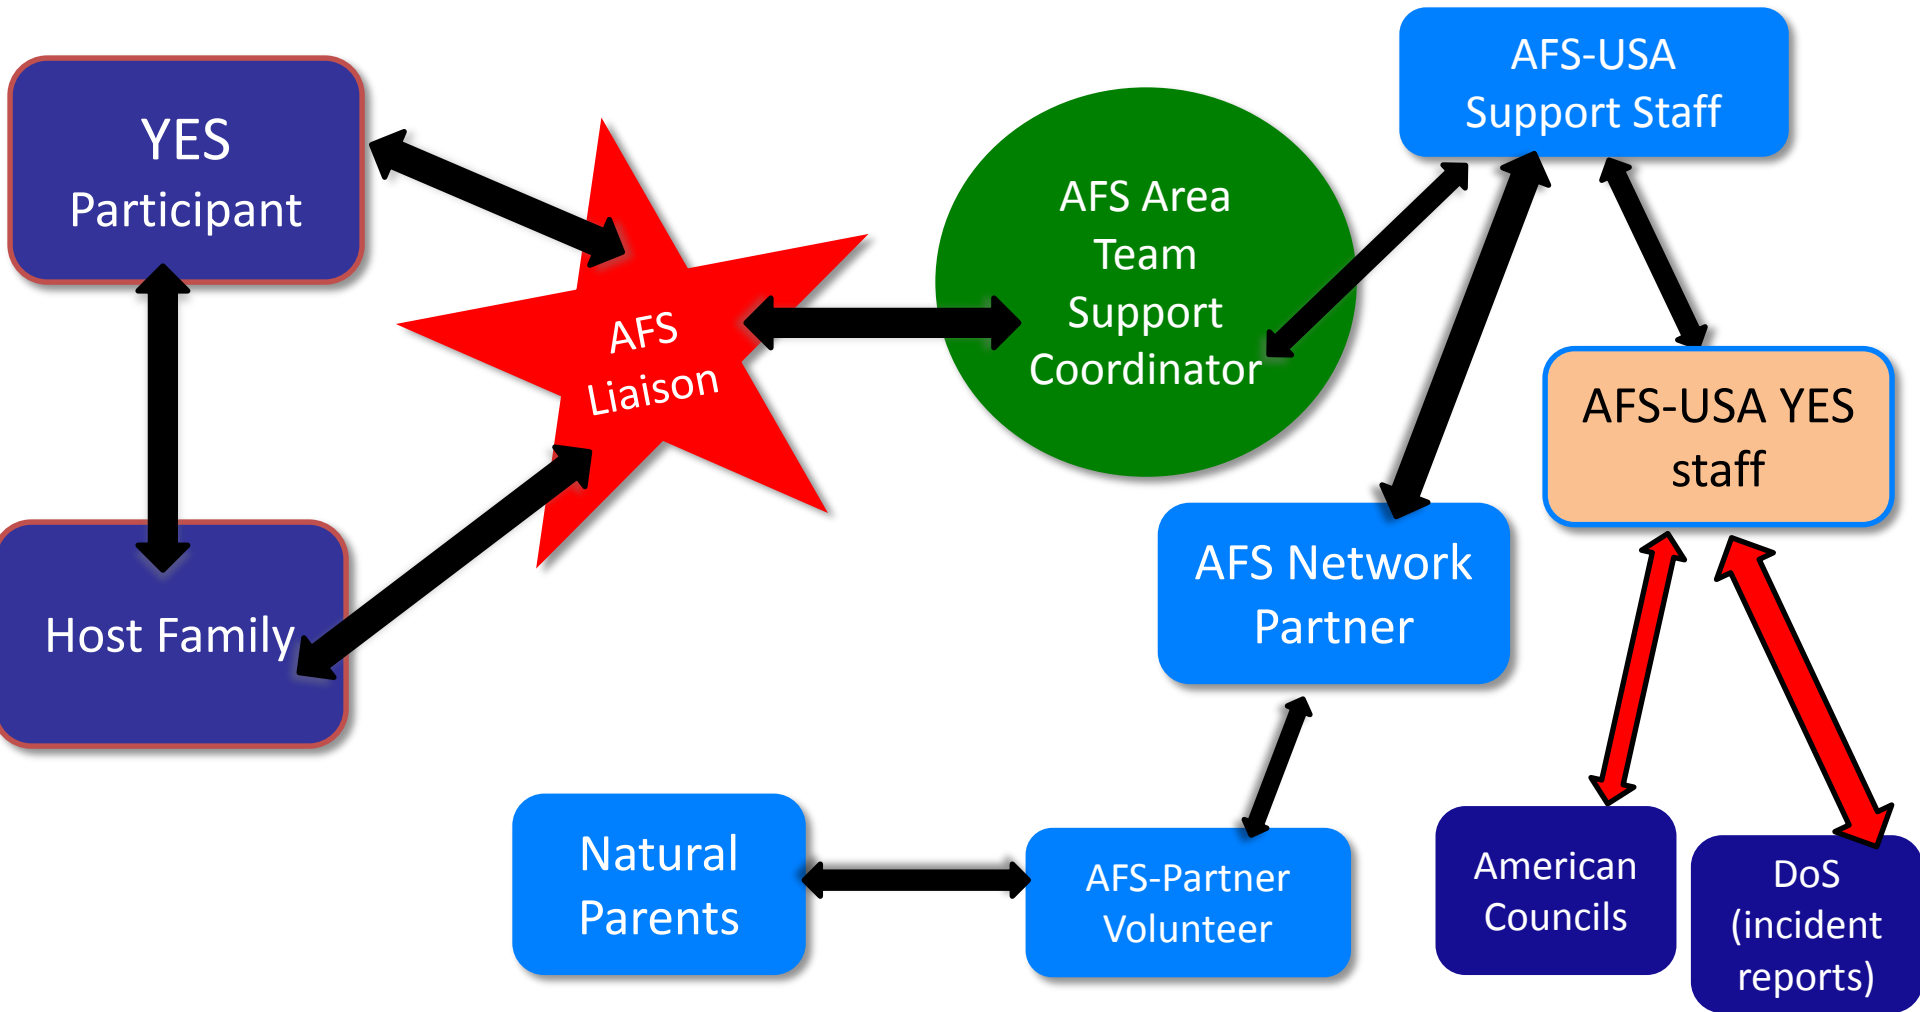 YES
Participant
AFS
Liaison
AFS Area
Team
Support
Coordinator
AFS-USA
Support Staff
AFS-USA YES
staff
Host Family
AFS Network
Partner
Natural
Parents
AFS-Partner
Volunteer
American
Councils
DoS
(incident
reports)